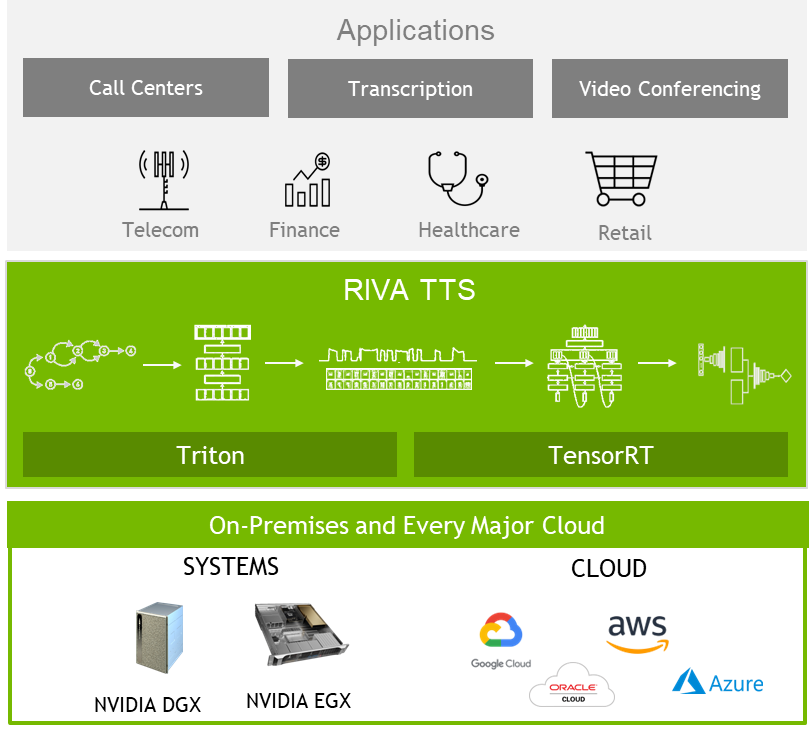 Applications
Call Centers
Transcription
Video Conferencing
Telecom
Finance
Healthcare
Retail
RIVA TTS
Triton
TensorRT
On-Premises and Every Major Cloud
SYSTEMS
CLOUD
NVIDIA DGX
NVIDIA EGX
Google Cloud
aws
ORACLE
CLOUD
Azure